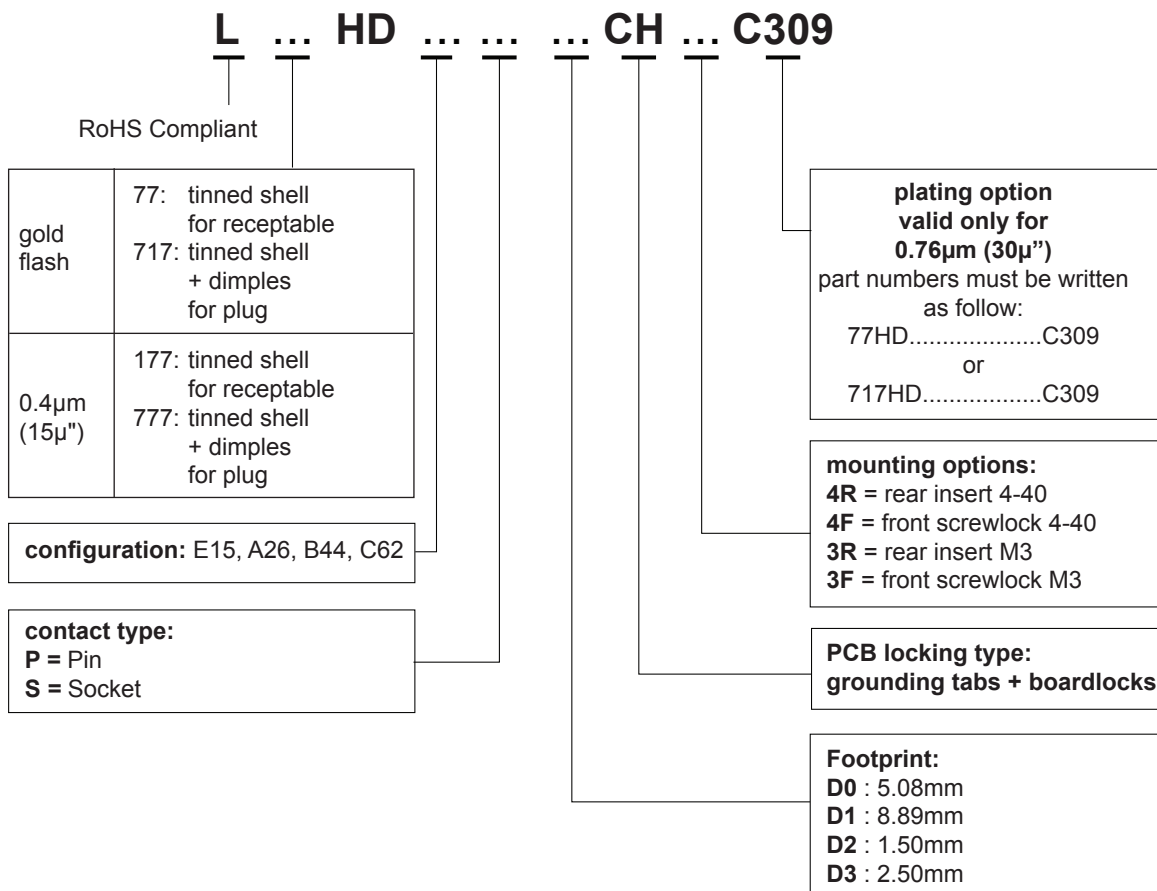 L ... HD ... ... ... CH ... C309
RoHS Compliant
gold
flash
77: tinned shell
for receptable
717: tinned shell
+ dimples
for plug
0.4µm
(15µ")
177: tinned shell
for receptable
777: tinned shell
+ dimples
for plug
configuration: E15, A26, B44, C62
contact type:
P = Pin
S = Socket
plating option
valid only for
0.76µm (30µ”)
part numbers must be written
as follow:
77HD....................C309
or
717HD..................C309
mounting options:
4R = rear insert 4-40
4F = front screwlock 4-40
3R = rear insert M3
3F = front screwlock M3
PCB locking type:
grounding tabs + boardlocks
Footprint:
D0 : 5.08mm
D1 : 8.89mm
D2 : 1.50mm
D3 : 2.50mm